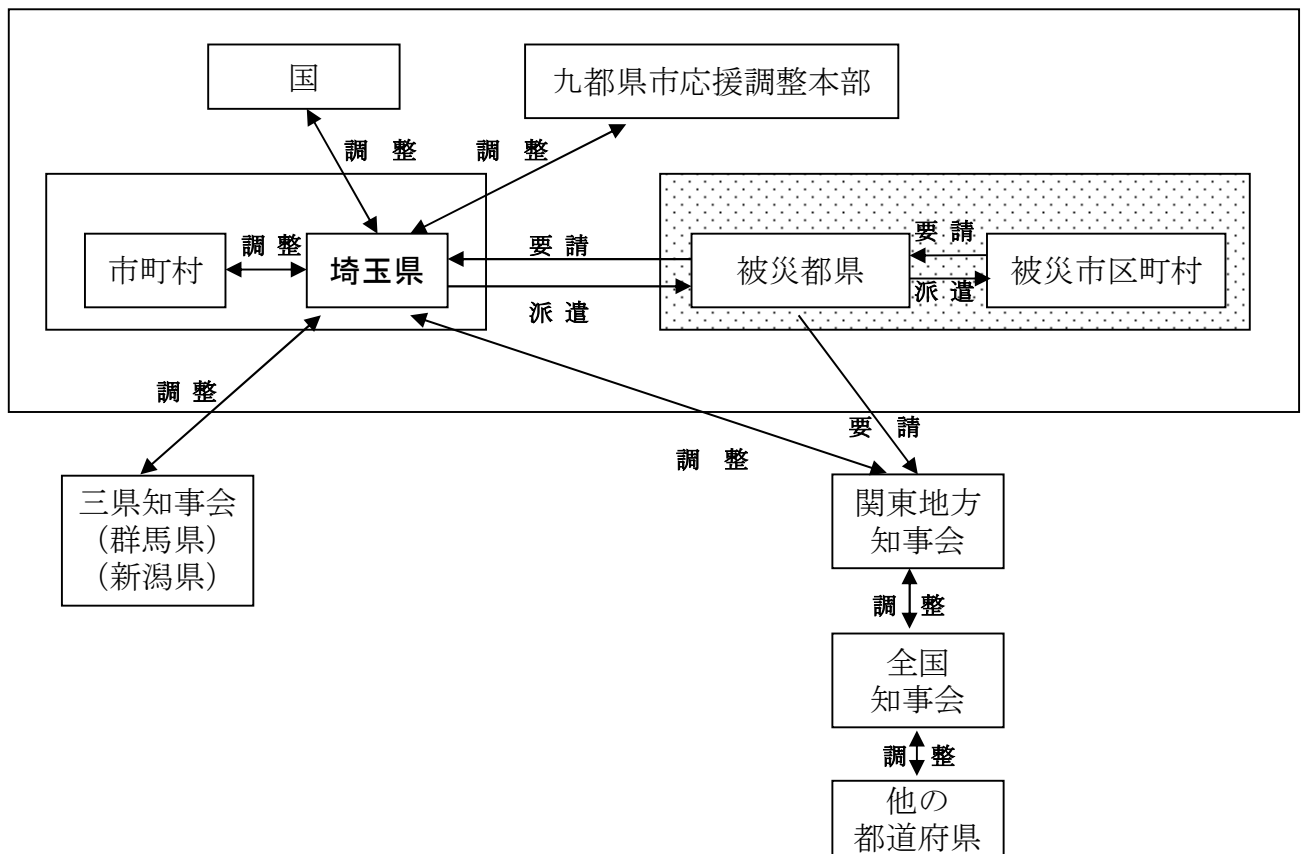 国
九都県市応援調整本部
調 整
調 整
市町村
調 整
埼玉県
要 請
派 遣
被災都県
要 請
派 遣
被災市区町村
調 整
要 請
調 整
三県知事会
（群馬県）
（新潟県）
関東地方
知事会
調 整
全国
知事会
調 整
他の
都道府県